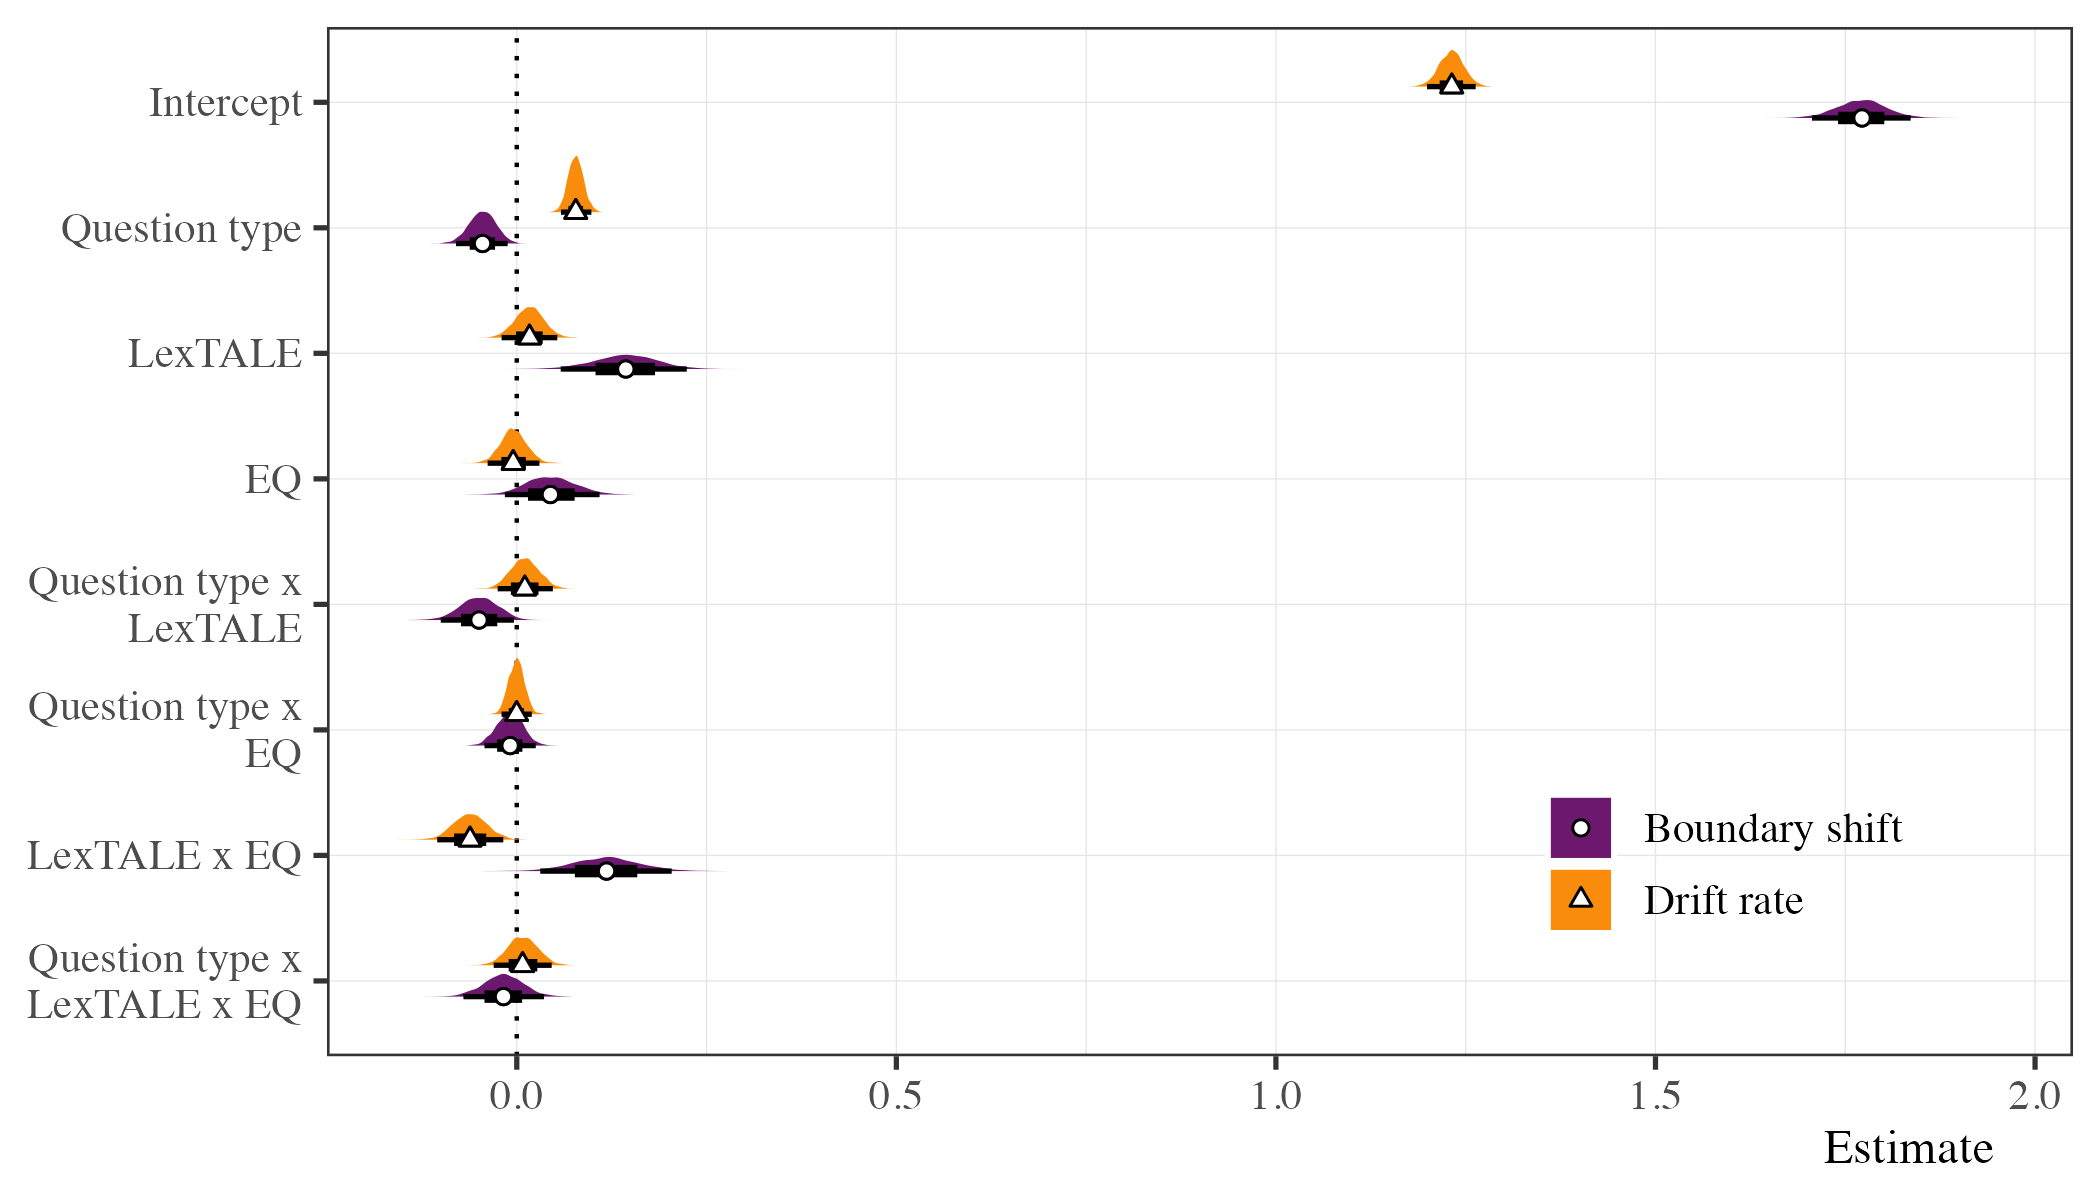 Intercept
Question type
LexTALE
EQ
Question type x
LexTALE
Question type x
EQ
LexTALE x EQ
Question type x
LexTALE x EQ
Boundary shift
Drift rate
0.0 0.5 1.0 1.5 2.0
Estimate